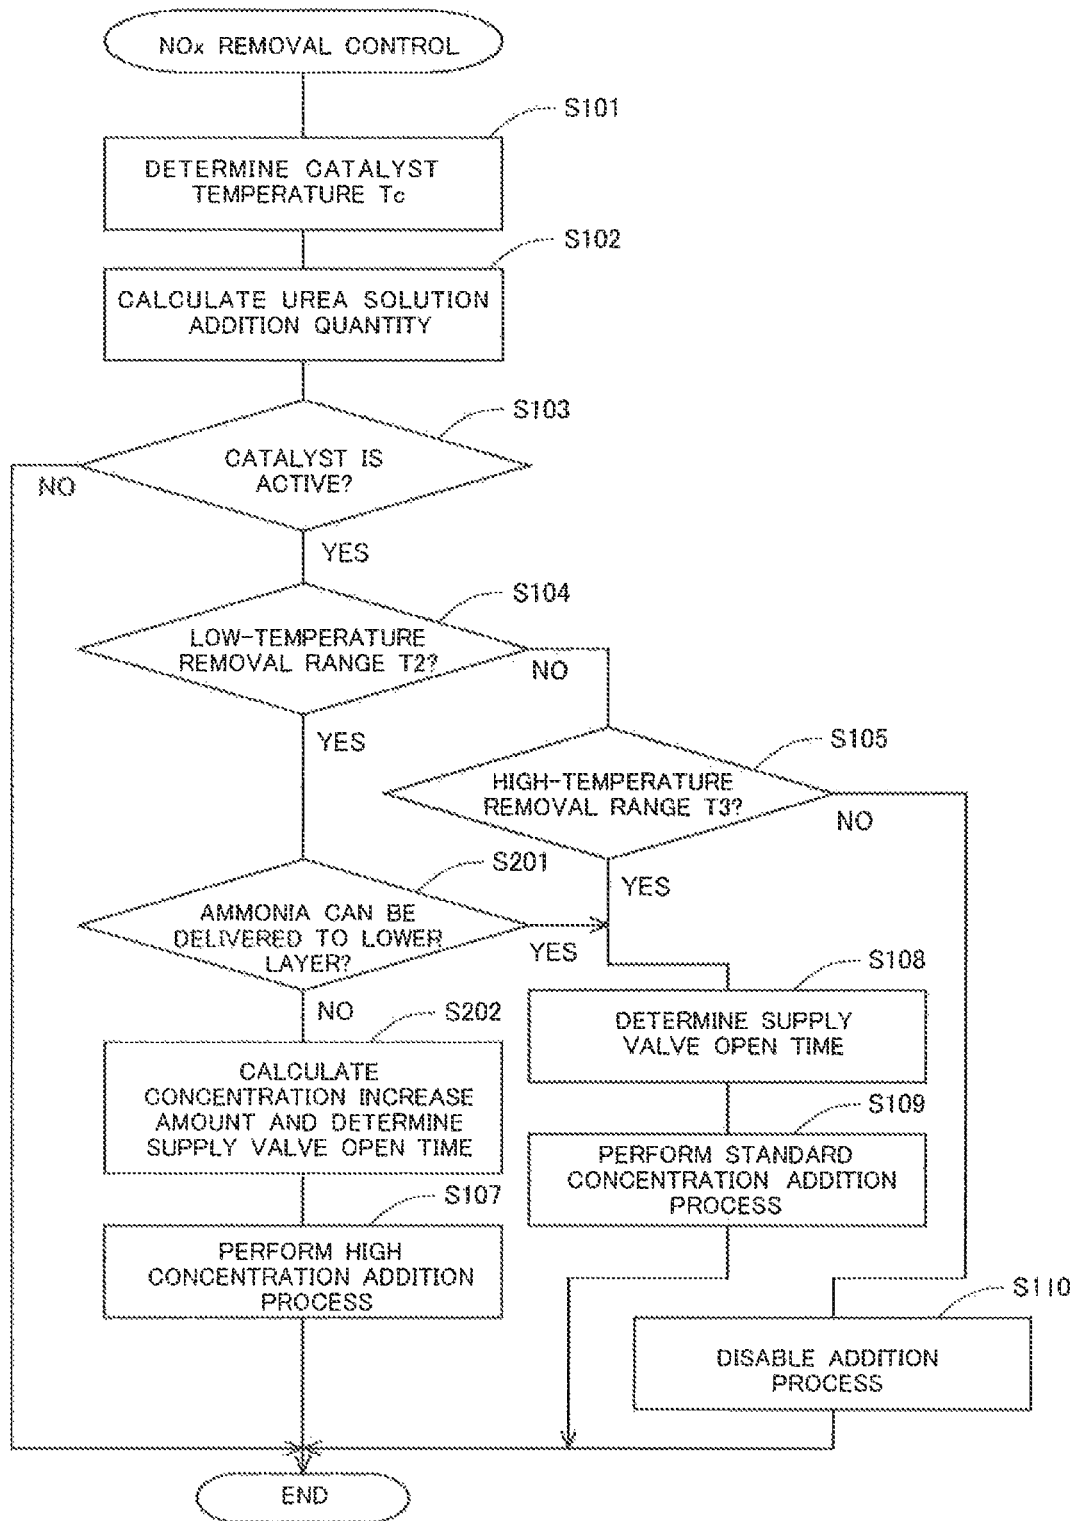 NOx REMOVAL CONTROL
S101
DETERMINE CATALYST
TEMPERATURE Tc
S102
CALCULATE UREA SOLUTION
ADDITION QUANTITY
S103
CATALYST IS
ACTIVE?
NO
YES
S104
LOW-TEMPERATURE
REMOVAL RANGE T2?
NO
YES
S105
HIGH-TEMPERATURE
REMOVAL RANGE T3?
NO
YES
S201
AMMONIA CAN BE
DELIVERED TO LOWER
LAYER?
YES
NO
S108
DETERMINE SUPPLY
VALVE OPEN TIME
S202
CALCULATE
CONCENTRATION INCREASE
AMOUNT AND DETERMINE
SUPPLY VALVE OPEN TIME
S109
PERFORM STANDARD
CONCENTRATION ADDITION
PROCESS
S107
PERFORM HIGH
CONCENTRATION ADDITION
PROCESS
S110
DISABLE ADDITION
PROCESS
END